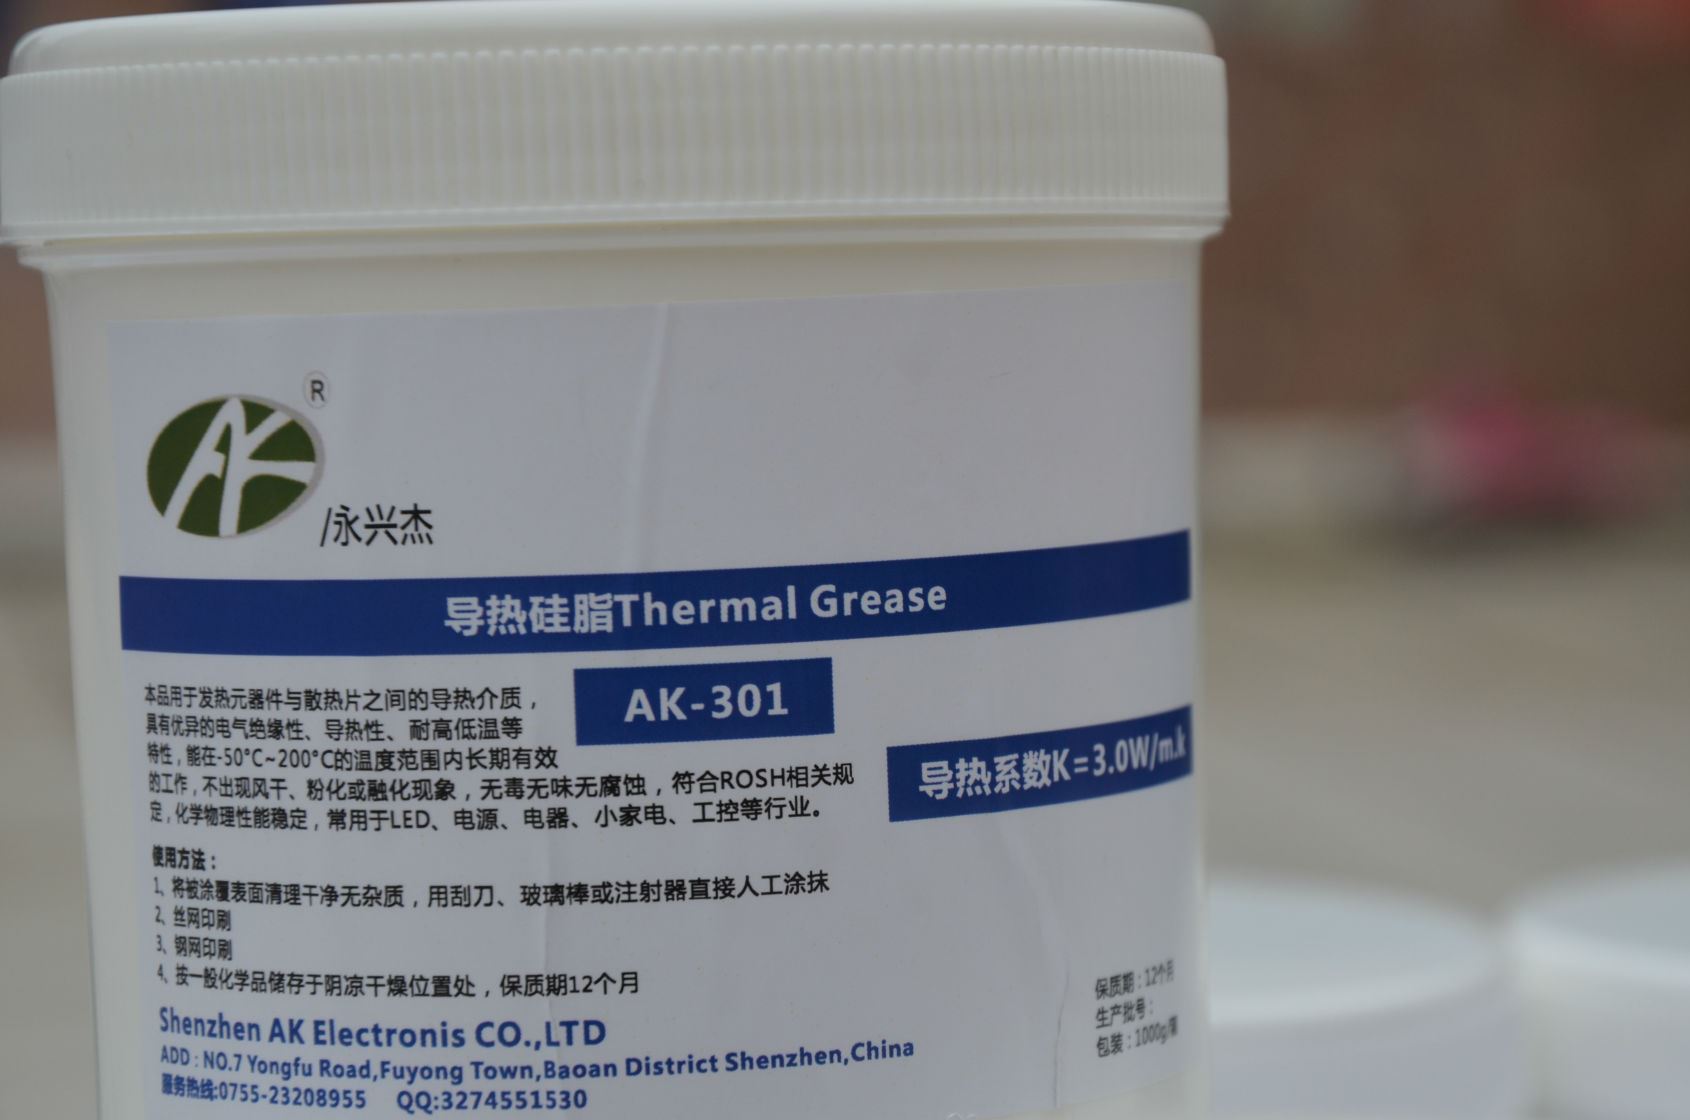 AK
R
/永兴杰
导热硅脂Thermal Grease
本品用于发热元器件与散热片之间的导热介质，
具有优异的电气绝缘性、导热性、耐高低温等
特性，能在-50°C~200°C的温度范围内长期有效
的工作，不出现风干、粉化或融化现象，无毒无味无腐蚀，符合ROSH相关规
定，化学物理性能稳定，常用于LED、电源、电器、小家电、工控等行业。
AK-301
导热系数K=3.0W/m.k
使用方法：
1、将被涂覆表面清理干净无杂质，用刮刀、玻璃棒或注射器直接人工涂抹
2、丝网印刷
3、钢网印刷
4、按一般化学品储存于阴凉干燥位置处，保质期12个月
保质期：12个月
生产批号：
包装：1000g/
Shenzhen AK Electronis CO.,LTD
ADD：NO.7 Yongfu Road,Fuyong Town,Baoan District Shenzhen,China
服务热线:0755-23208955 QQ:3274551530